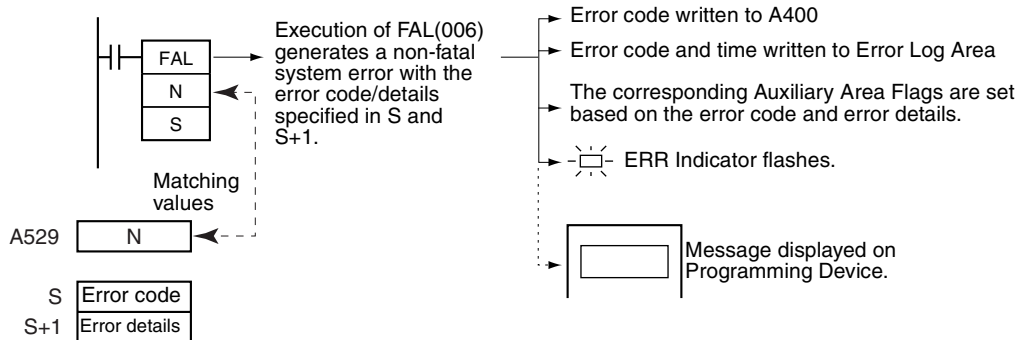 FAL
N
S
Execution of FAL(006)
generates a non-fatal
system error with the
error code/details
specified in S and
S+1.
Error code written to A400
Error code and time written to Error Log Area
The corresponding Auxiliary Area Flags are set
based on the error code and error details.
ERR Indicator flashes.
Message displayed on
Programming Device.
Matching
values
A529 N
S Error code
S+1 Error details